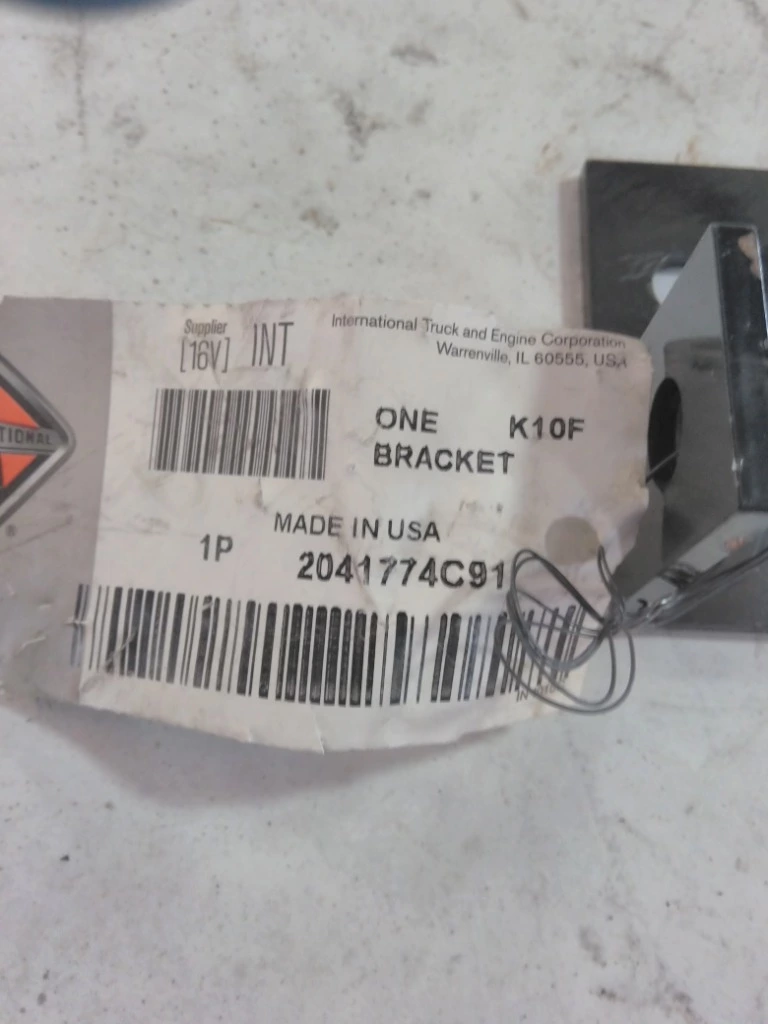 Supplier
[16V] INT
International Truck and Engine Corporation
Warrenville, IL 60555, USA
TIONAL
®
ONE K10F
BRACKET
MADE IN USA
1P 2041774C91